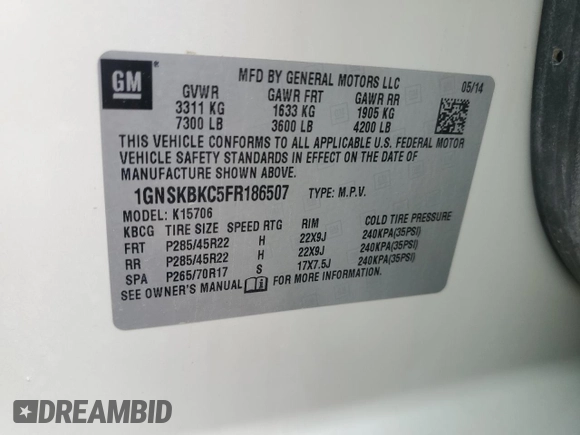 GM
MFD BY GENERAL MOTORS LLC 05/14
GVWR GAWR FRT GAWR RR
3311 KG 1633 KG 1905 KG
7300 LB 3600 LB 4200 LB
THIS VEHICLE CONFORMS TO ALL APPLICABLE U.S. FEDERAL MOTOR
VEHICLE SAFETY STANDARDS IN EFFECT ON THE DATE OF
MANUFACTURE SHOWN ABOVE.
1GNSKBKC5FR186507 TYPE: M.P.V.
MODEL: K15706
KBCG TIRE SIZE SPEED RTG RIM COLD TIRE PRESSURE
FRT P285/45R22 H 22X9J 240KPA(35PSI)
RR P285/45R22 H 22X9J 240KPA(35PSI)
SPA P265/70R17 S 17X7.5J 240KPA(35PSI)
SEE OWNER'S MANUAL FOR MORE INFORMATION.
DREAMBID